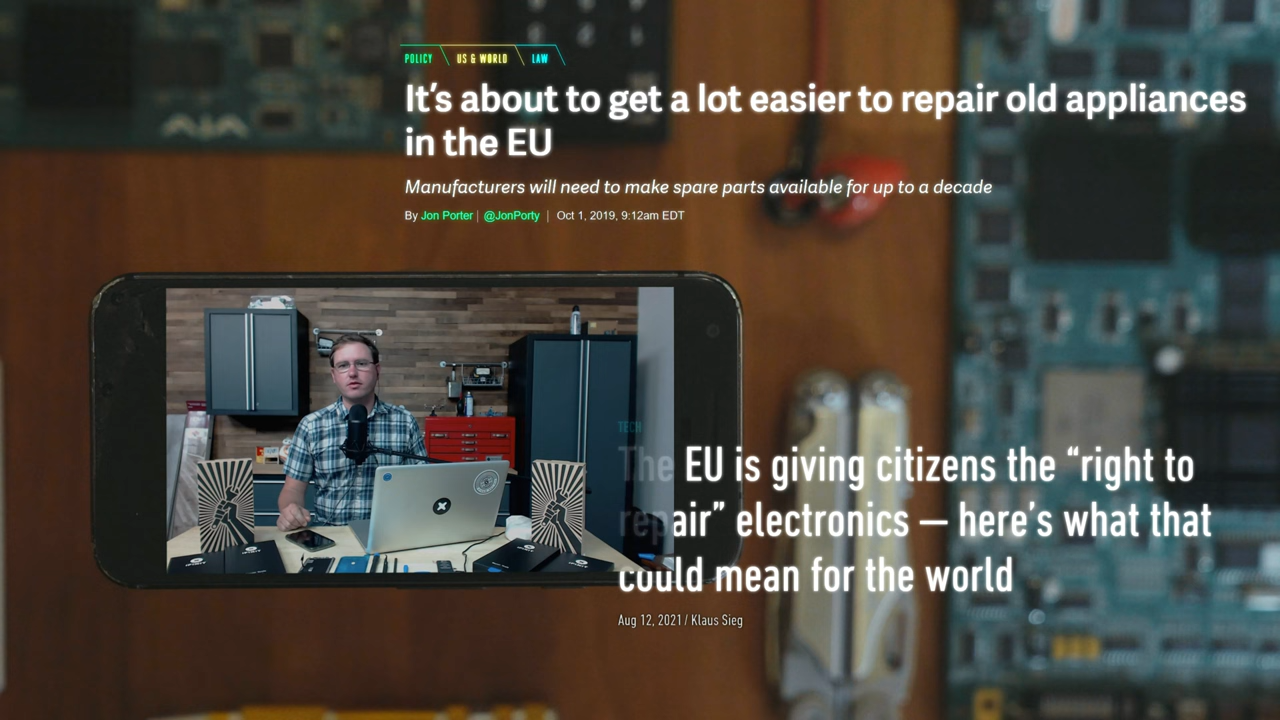 POLICY US & WORLD LAW
It's about to get a lot easier to repair old appliances
in the EU
Manufacturers will need to make spare parts available for up to a decade
By Jon Porter | @JonPorty | Oct 1, 2019, 9:12am EDT
TECH
The EU is giving citizens the “right to
repair” electronics — here's what that
could mean for the world
Aug 12, 2021 / Klaus Sieg